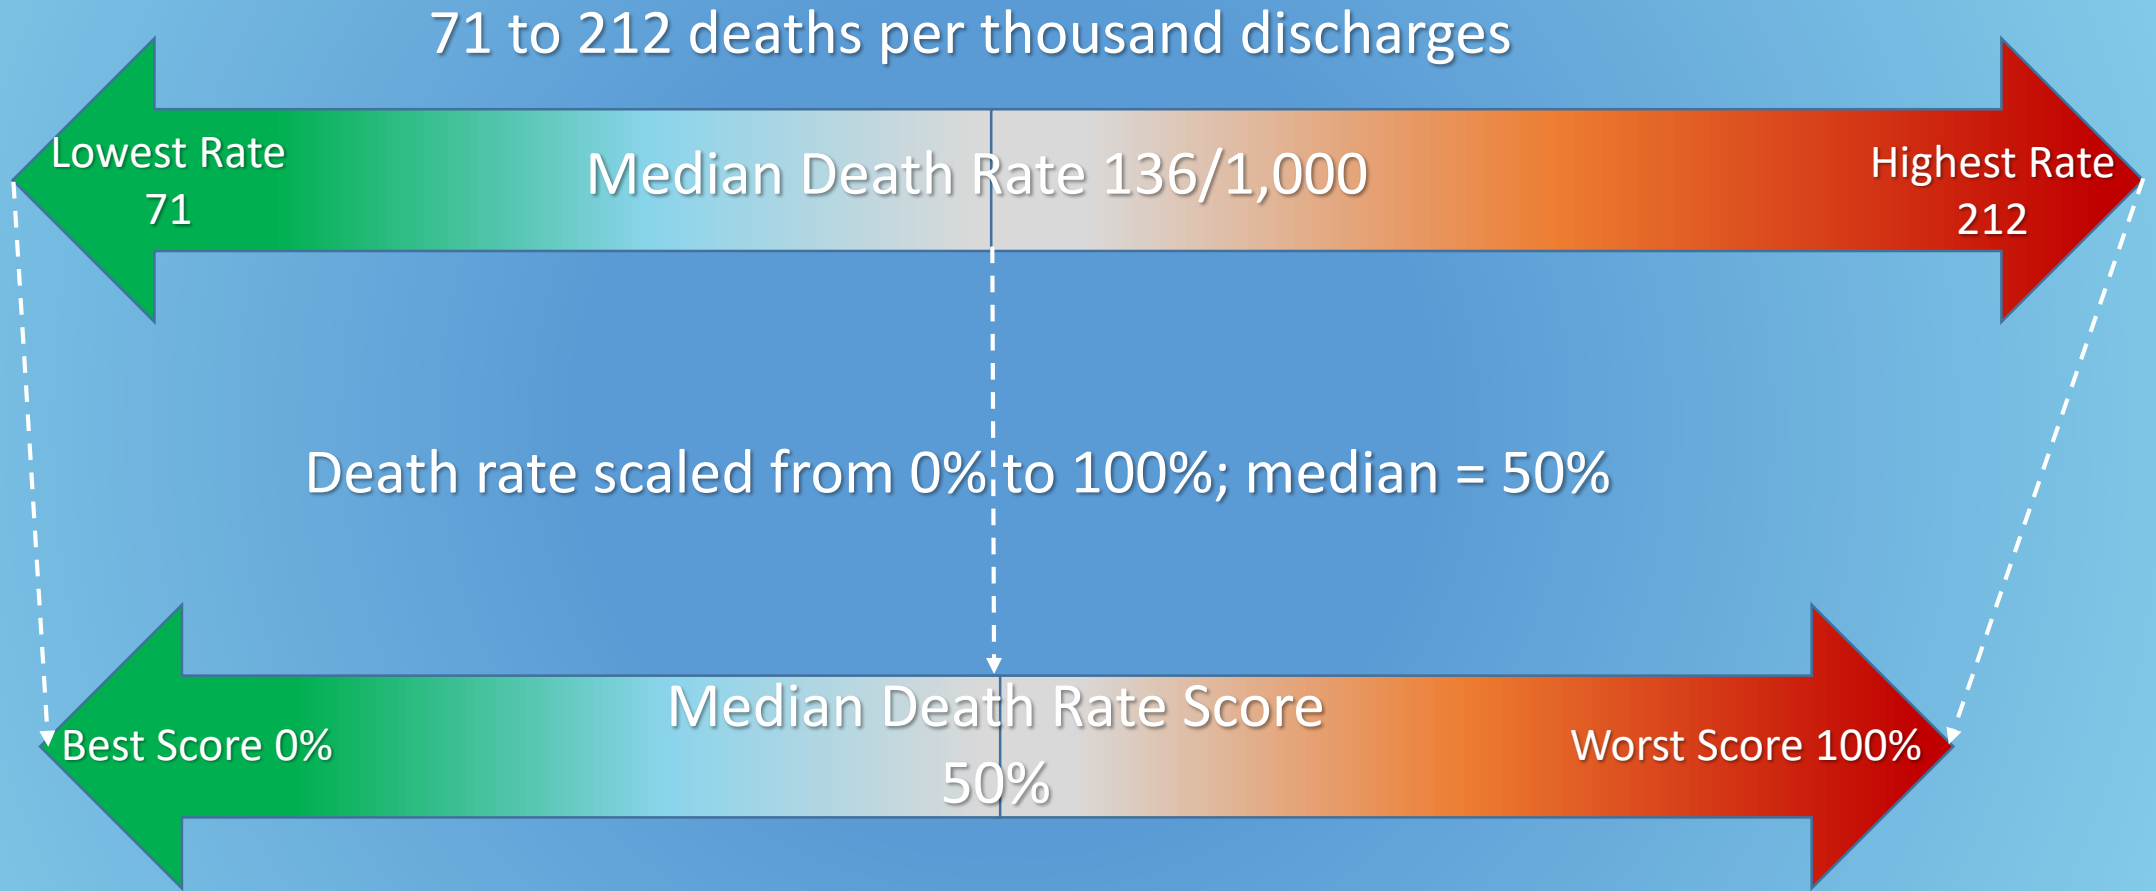 71 to 212 deaths per thousand discharges
Lowest Rate
71
Median Death Rate 136/1,000
Highest Rate
212
Death rate scaled from 0% to 100%; median = 50%
Best Score 0%
Median Death Rate Score
50%
Worst Score 100%